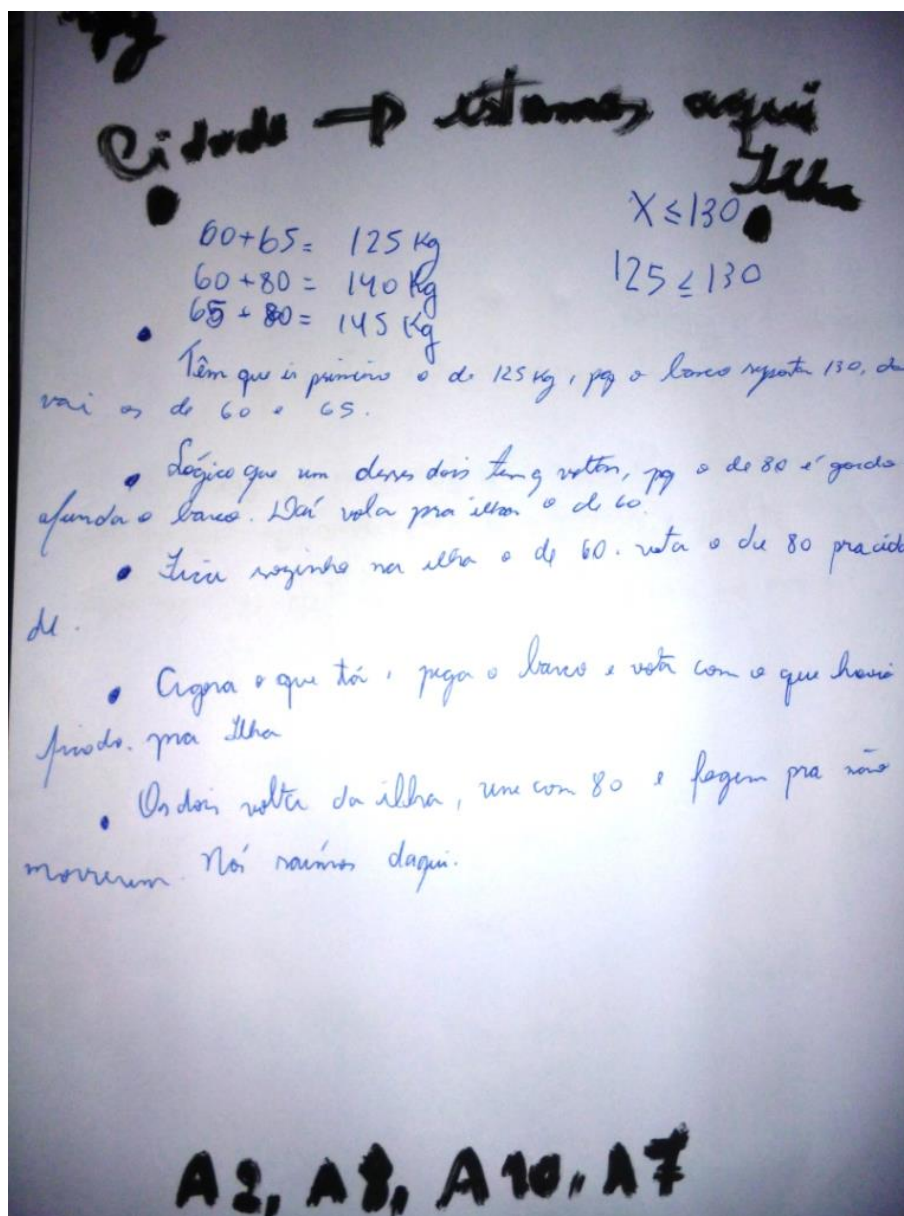 Cidade → estamos aqui
Ilha
60+65 = 125 Kg
60+80 = 140 Kg
65+80 = 145 Kg
X ≤ 130
125 ≤ 130
Têm que ir primeiro o de 125 Kg, pq o barco suporta 130, daí
vai os de 60 e 65.
Lógico que um deses dois tem q voltar, pq o de 80 é gordo
afunda o barco. Daí volta pra ilha o de 60.
Fica sozinho na ilha o de 60. volta o de 80 pra cida
de.
Agora o que tá, pega o barco e volta com o que havia
ficado. pra Ilha
Os dois volta da ilha, une com 80 e fogem pra não
morrerem. Nós saímos daqui.
A2, A8, A10, A7